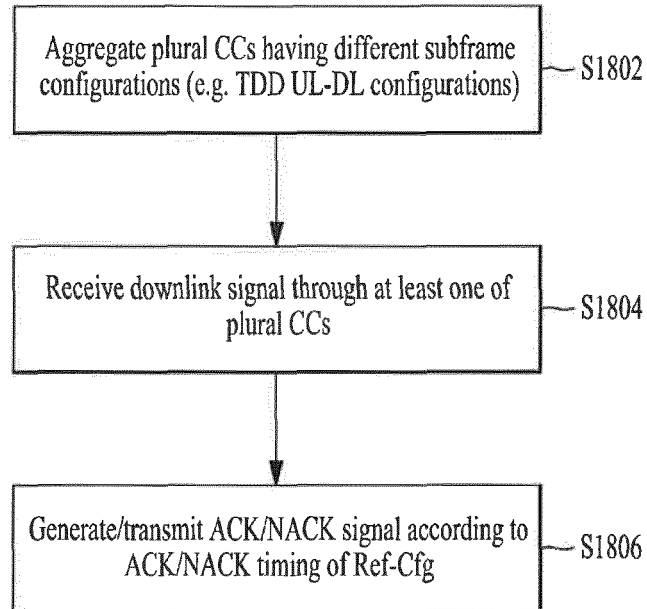 Aggregate plural CCs having different subframe
configurations (e.g. TDD UL-DL configurations)
S1802
Receive downlink signal through at least one of
plural CCs
S1804
Generate/transmit ACK/NACK signal according to
ACK/NACK timing of Ref-Cfg
S1806